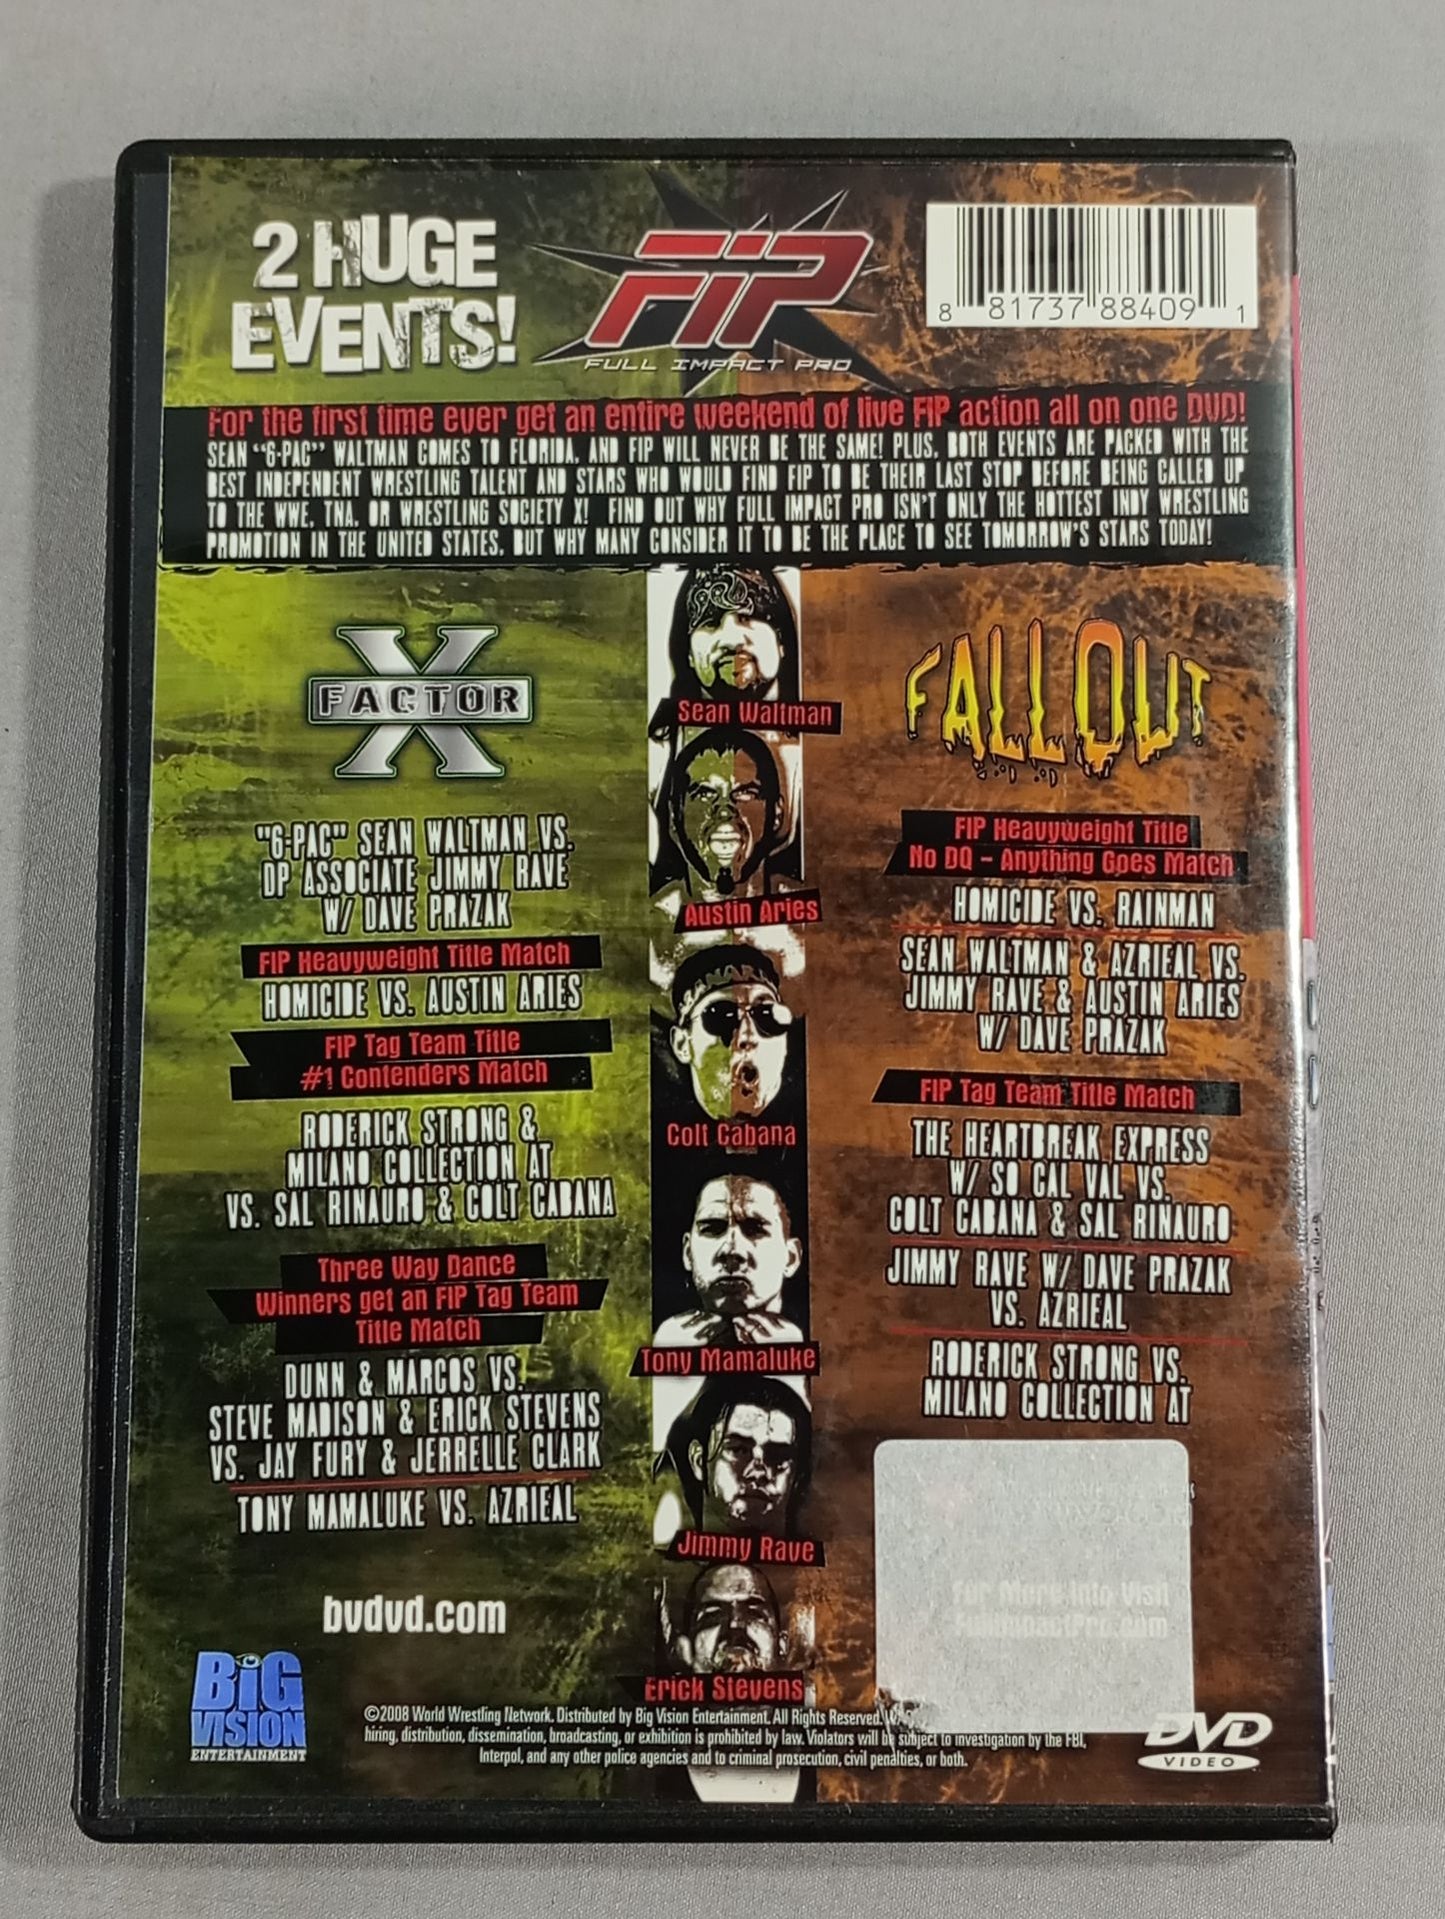 2 HUGE
EVENTS!
FIP
FULL IMPACT PRO
8 81737 88409 1
For the first time ever get an entire weekend of live FIP action all on one DVD!
SEAN "6-PAC" WALTMAN COMES TO FLORIDA, AND FIP WILL NEVER BE THE SAME! PLUS, BOTH EVENTS ARE PACKED WITH THE
BEST INDEPENDENT WRESTLING TALENT AND STARS WHO WOULD FIND FIP TO BE THEIR LAST STOP BEFORE BEING CALLED UP
TO THE WWE, TNA, OR WRESTLING SOCIETY X! FIND OUT WHY FULL IMPACT PRO ISN'T ONLY THE HOTTEST INDY WRESTLING
PROMOTION IN THE UNITED STATES, BUT WHY MANY CONSIDER IT TO BE THE PLACE TO SEE TOMORROW'S STARS TODAY!
X
FACTOR
"6-PAC" SEAN WALTMAN VS.
DP ASSOCIATE JIMMY RAVE
W/ DAVE PRAZAK
FIP Heavyweight Title Match
HOMICIDE VS. AUSTIN ARIES
FIP Tag Team Title
#1 Contenders Match
RODERICK STRONG &
MILANO COLLECTION AT
VS. SAL RINAURO & COLT CABANA
Three Way Dance
Winners get an FIP Tag Team
Title Match
DUNN & MARCOS VS.
STEVE MADISON & ERICK STEVENS
VS. JAY FURY & JERRELLE CLARK
TONY MAMALUKE VS. AZRIEAL
bvdvd.com
Sean Waltman
Austin Aries
Colt Cabana
Tony Mamaluke
Jimmy Rave
Erick Stevens
FALLOUT
FIP Heavyweight Title
No DQ – Anything Goes Match
HOMICIDE VS. RAINMAN
SEAN WALTMAN & AZRIEAL VS.
JIMMY RAVE & AUSTIN ARIES
W/ DAVE PRAZAK
FIP Tag Team Title Match
THE HEARTBREAK EXPRESS
W/ SO CAL VAL VS.
COLT CABANA & SAL RINAURO
JIMMY RAVE W/ DAVE PRAZAK
VS. AZRIEAL
RODERICK STRONG VS.
MILANO COLLECTION AT
For More Info Visit
FullImpactPro.com
BiG
VISION
ENTERTAINMENT
©2008 World Wrestling Network. Distributed by Big Vision Entertainment. All Rights Reserved.
hiring, distribution, dissemination, broadcasting, or exhibition is prohibited by law. Violators will be subject to investigation by the FBI,
Interpol, and any other police agencies and to criminal prosecution, civil penalties, or both.
DVD
VIDEO